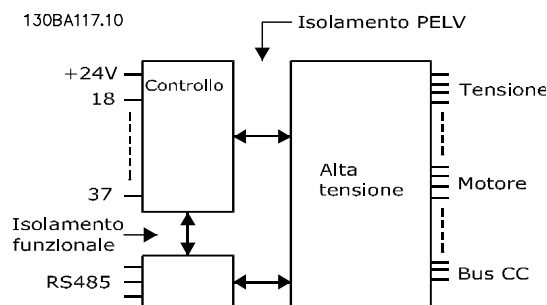 130BA117.10
Isolamento PELV
+24V
Controllo
18
37
Alta
tensione
Tensione
Motore
Bus CC
Isolamento
funzionale
RS485